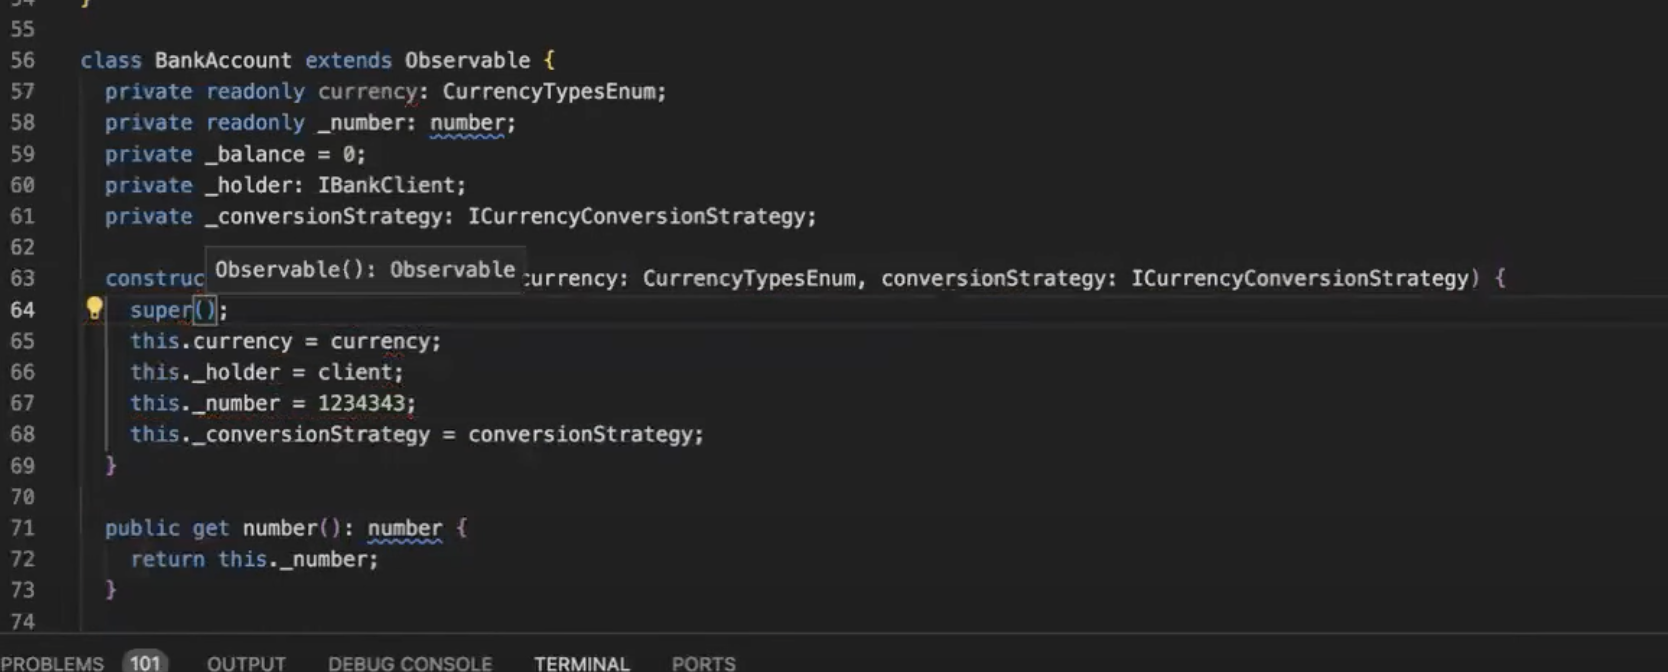 54 }
55
56 class BankAccount extends Observable {
57 private readonly currency: CurrencyTypesEnum;
58 private readonly _number: number;
59 private _balance = 0;
60 private _holder: IBankClient;
61 private _conversionStrategy: ICurrencyConversionStrategy;
62
Observable(): Observable
63 construc currency: CurrencyTypesEnum, conversionStrategy: ICurrencyConversionStrategy) {
64 super();
65 this.currency = currency;
66 this._holder = client;
67 this._number = 1234343;
68 this._conversionStrategy = conversionStrategy;
69 }
70
71 public get number(): number {
72 return this._number;
73 }
74
PROBLEMS 101 OUTPUT DEBUG CONSOLE TERMINAL PORTS